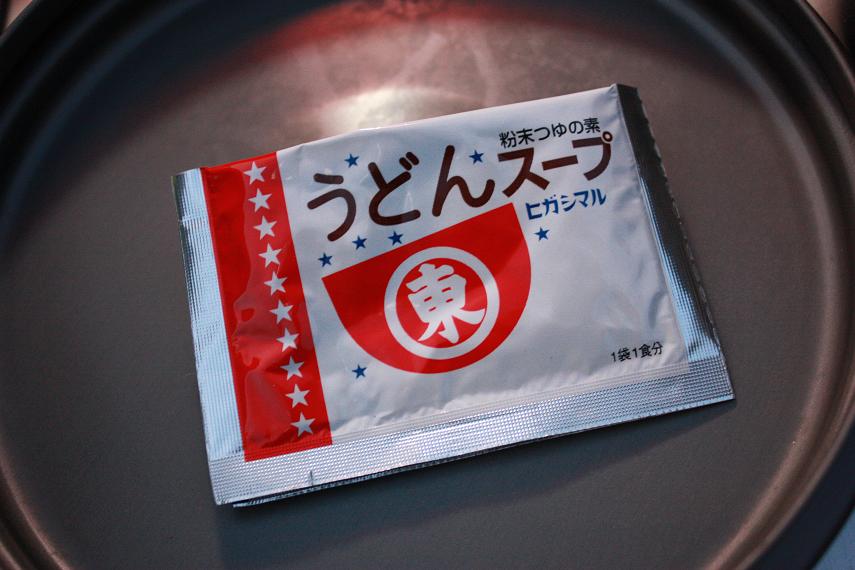 粉末つゆの素
うどんスープ
ヒガシマル
東
1袋1食分